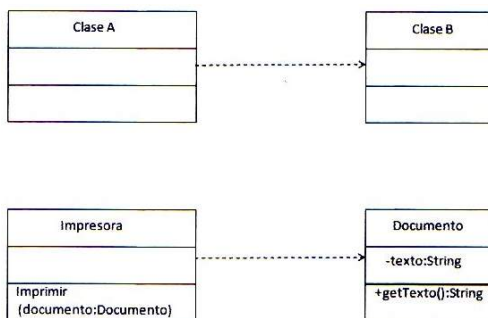 Clase A
Clase B
Impresora
Imprimir
(documento:Documento)
Documento
-texto:String
+getTexto():String